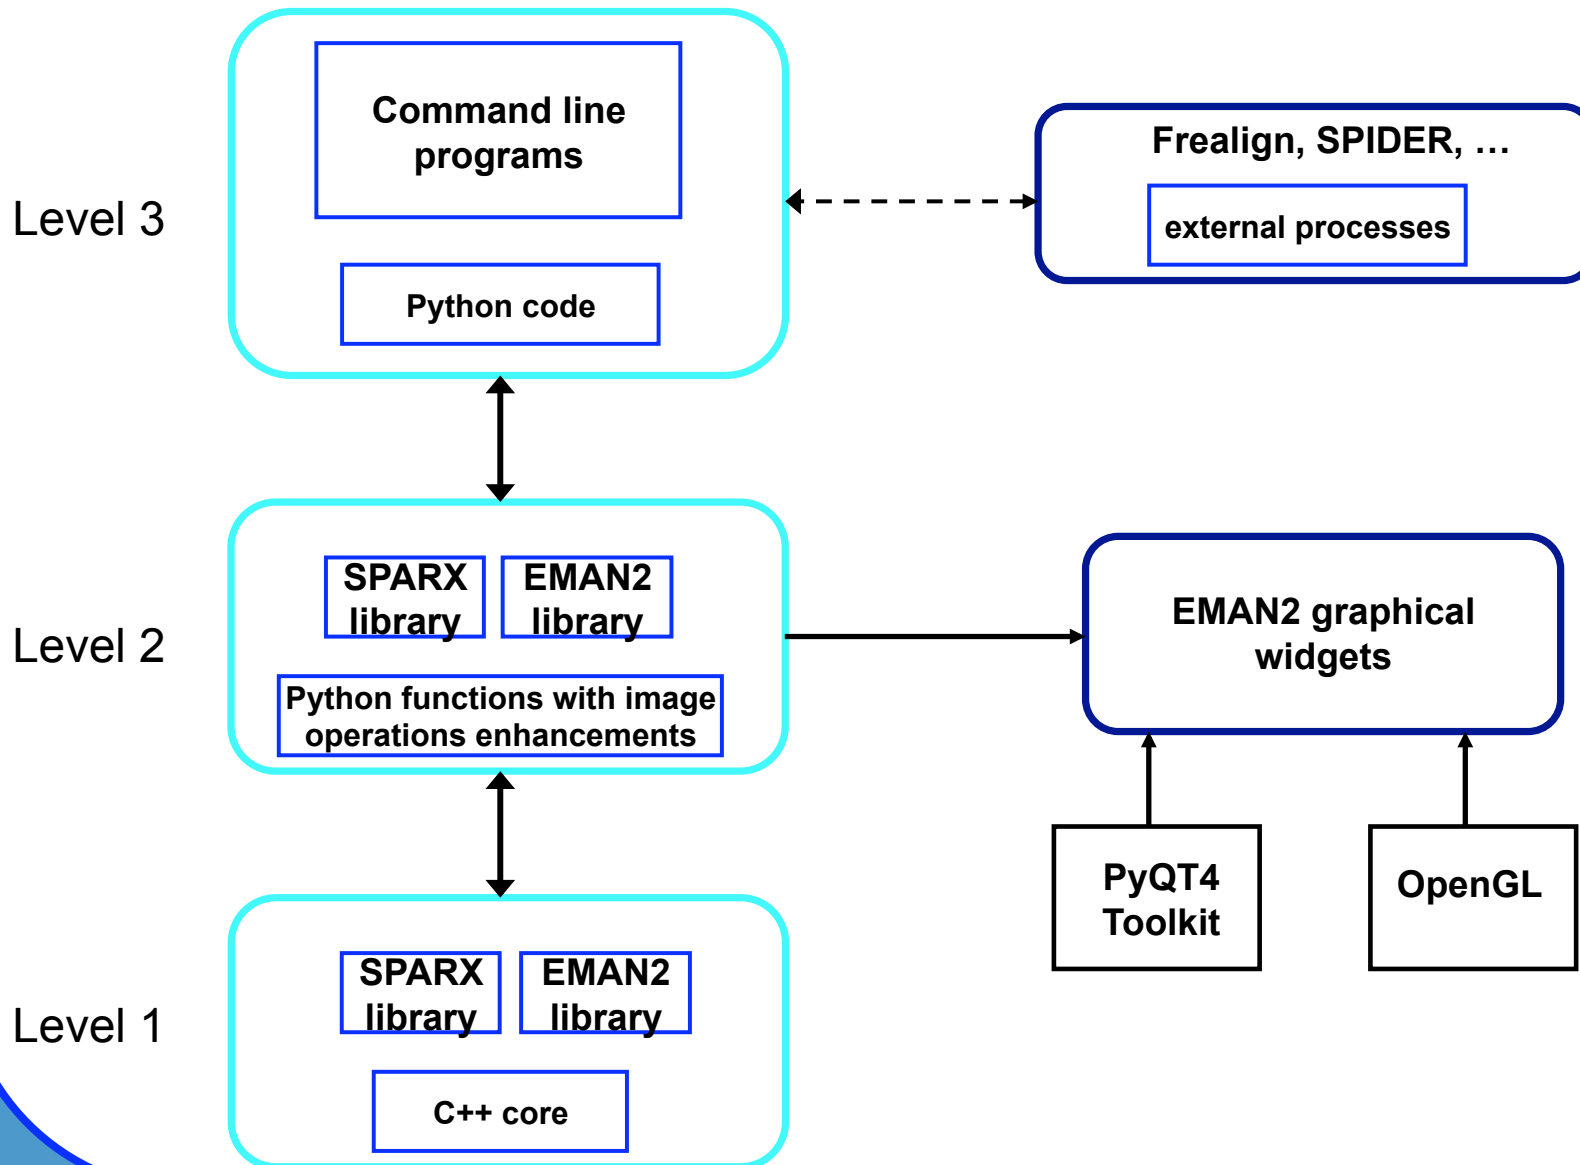 Level 3
Command line
programs
Python code
Frealign, SPIDER, …
external processes
Level 2
SPARX
library
EMAN2
library
Python functions with image
operations enhancements
EMAN2 graphical
widgets
PyQT4
Toolkit
OpenGL
Level 1
SPARX
library
EMAN2
library
C++ core